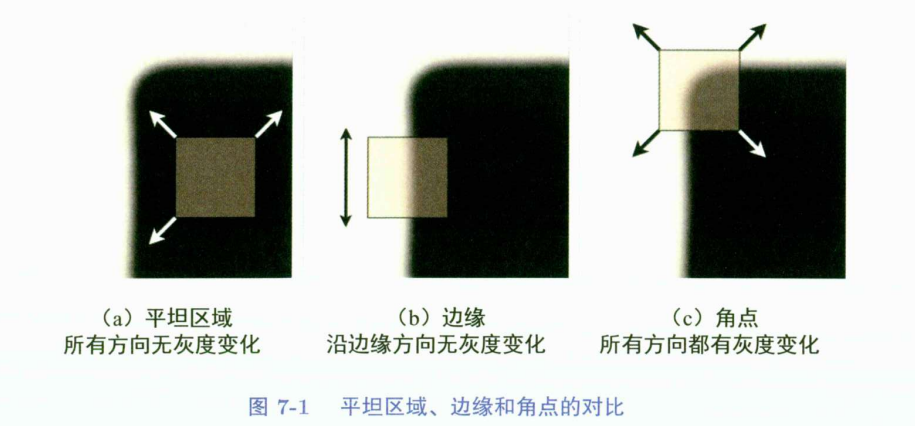 （a）平坦区域
所有方向无灰度变化
（b）边缘
沿边缘方向无灰度变化
（c）角点
所有方向都有灰度变化
图 7-1 平坦区域、边缘和角点的对比